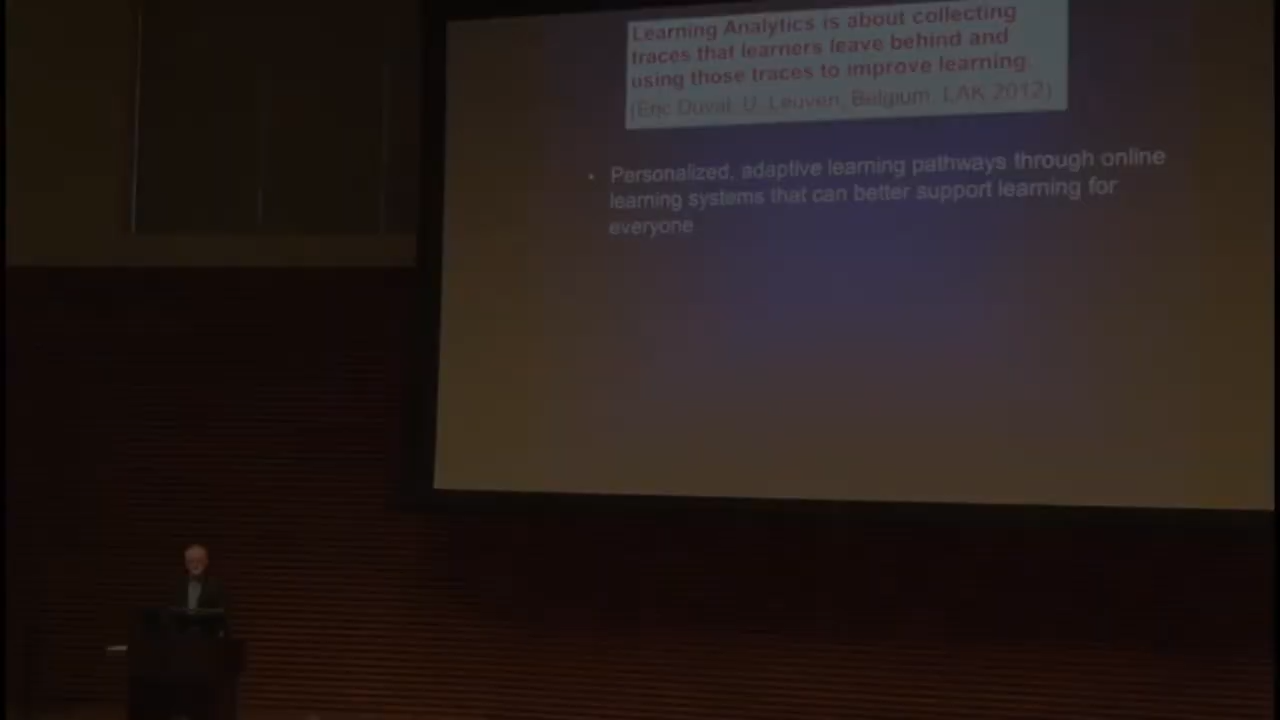 Learning Analytics is about collecting
traces that learners leave behind and
using those traces to improve learning.
(Eric Duval, U. Leuven, Belgium, LAK 2012)
• Personalized, adaptive learning pathways through online
learning systems that can better support learning for
everyone